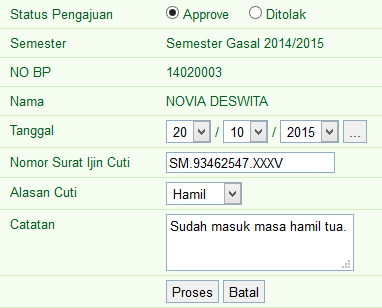 Status Pengajuan Approve Ditolak
Semester Semester Gasal 2014/2015
NO BP 14020003
Nama NOVIA DESWITA
Tanggal 20 / 10 / 2015 ...
Nomor Surat Ijin Cuti SM.93462547.XXXV
Alasan Cuti Hamil
Catatan Sudah masuk masa hamil tua.
Proses Batal